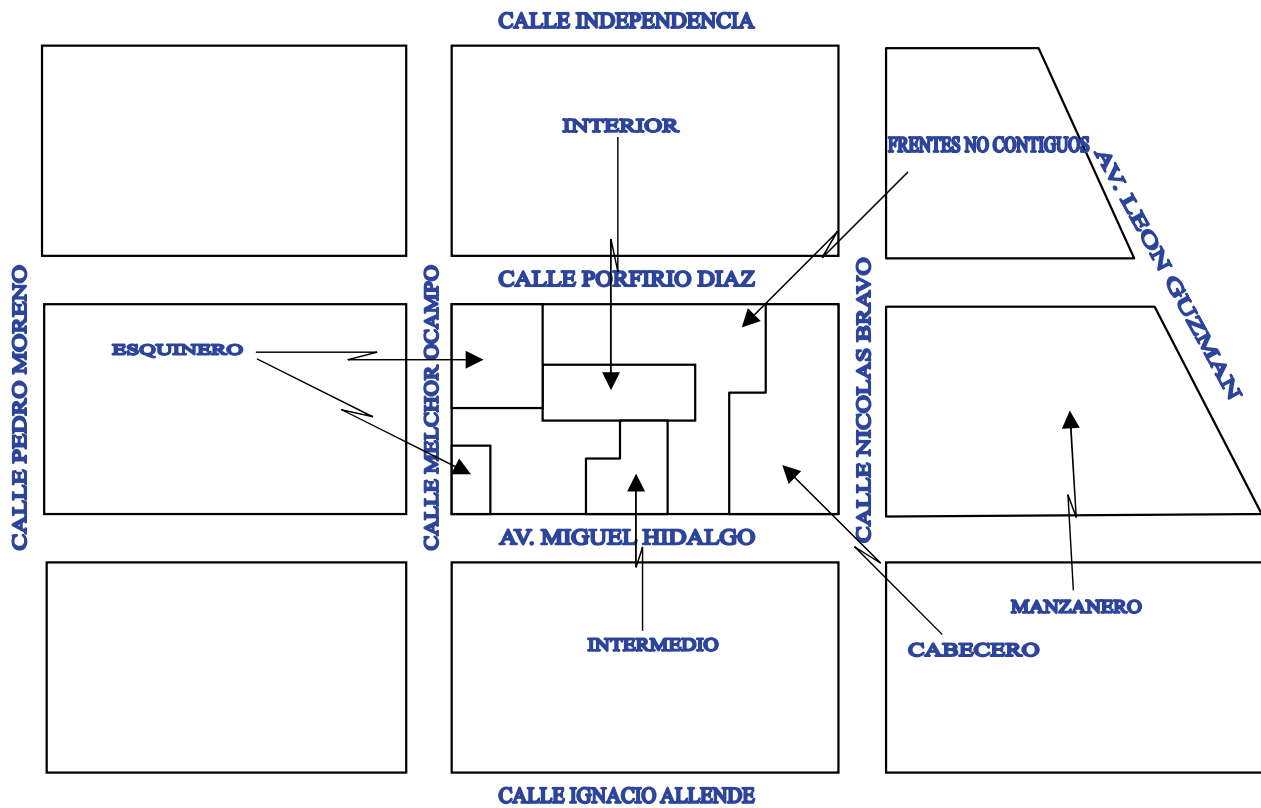 CALLE INDEPENDENCIA
INTERIOR
FRENTES NO CONTIGUOS
AV. LEON GUZMAN
CALLE PORFIRIO DIAZ
CALLE PEDRO MORENO
CALLE MELCHOR OCAMPO
CALLE NICOLAS BRAVO
ESQUINERO
AV. MIGUEL HIDALGO
MANZANERO
INTERMEDIO
CABECERO
CALLE IGNACIO ALLENDE